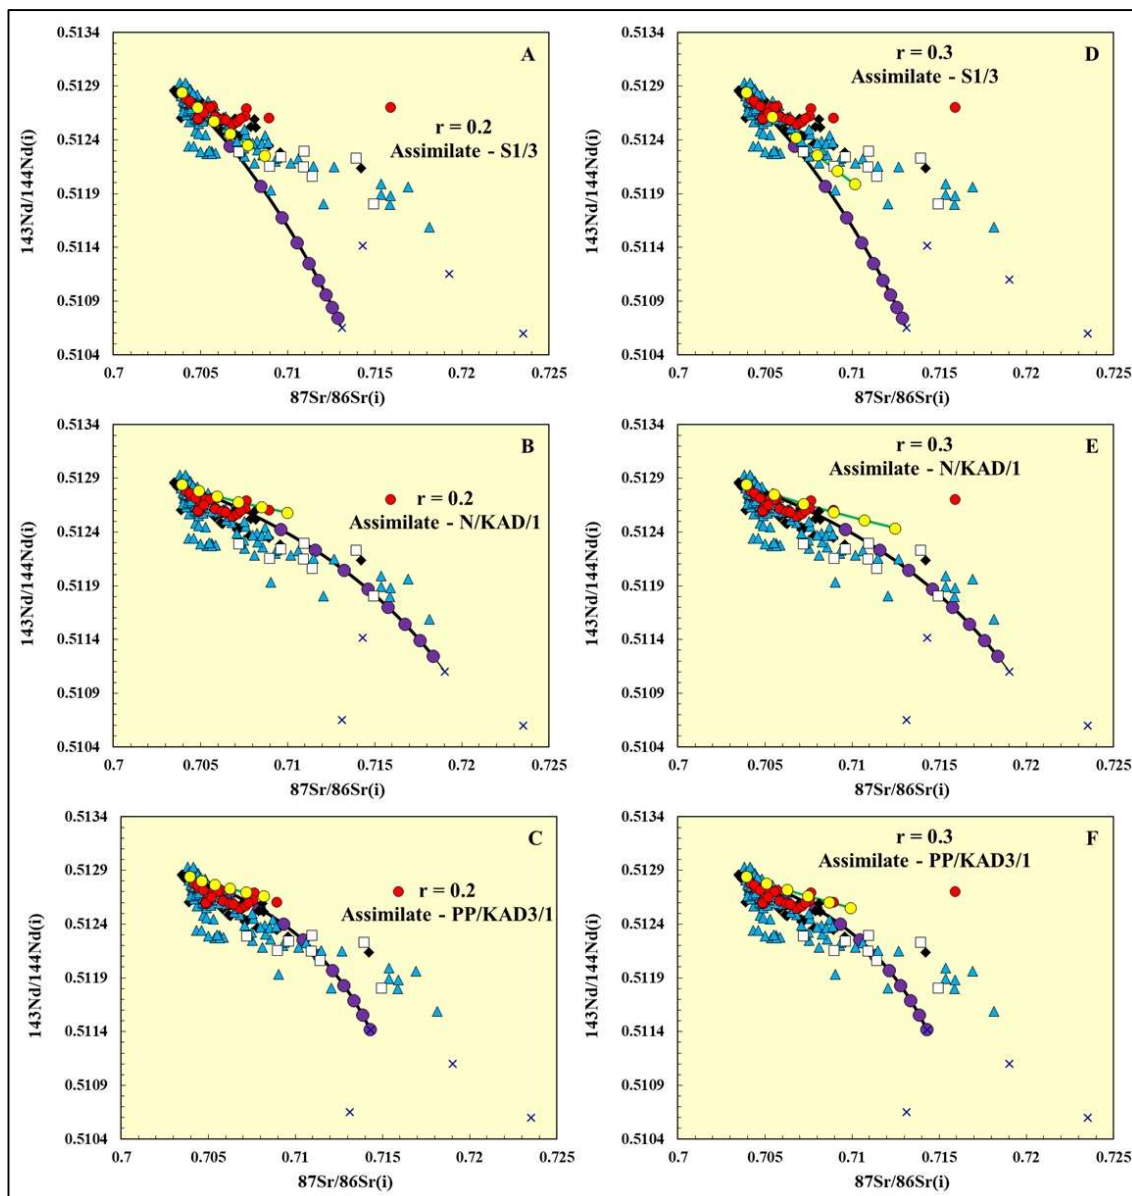 0.5134
A
0.5129
r = 0.2
Assimilate - S1/3
0.5124
0.5119
0.5114
0.5109
0.5104
143Nd/144Nd(i)
0.7 0.705 0.71 0.715 0.72 0.725
87Sr/86Sr(i)
0.5134
D
r = 0.3
Assimilate - S1/3
0.5129
0.5124
0.5119
0.5114
0.5109
0.5104
143Nd/144Nd(i)
0.7 0.705 0.71 0.715 0.72 0.725
87Sr/86Sr(i)
0.5134
B
0.5129
r = 0.2
Assimilate - N/KAD/1
0.5124
0.5119
0.5114
0.5109
0.5104
143Nd/144Nd(i)
0.7 0.705 0.71 0.715 0.72 0.725
87Sr/86Sr(i)
0.5134
E
r = 0.3
Assimilate - N/KAD/1
0.5129
0.5124
0.5119
0.5114
0.5109
0.5104
143Nd/144Nd(i)
0.7 0.705 0.71 0.715 0.72 0.725
87Sr/86Sr(i)
0.5134
C
0.5129
r = 0.2
Assimilate - PP/KAD3/1
0.5124
0.5119
0.5114
0.5109
0.5104
143Nd/144Nd(i)
0.7 0.705 0.71 0.715 0.72 0.725
87Sr/86Sr(i)
0.5134
F
r = 0.3
Assimilate - PP/KAD3/1
0.5129
0.5124
0.5119
0.5114
0.5109
0.5104
143Nd/144Nd(i)
0.7 0.705 0.71 0.715 0.72 0.725
87Sr/86Sr(i)